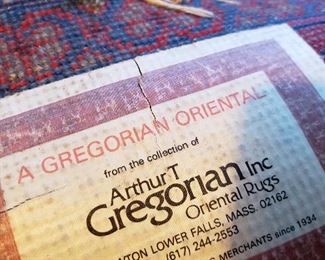 A GREGORIAN ORIENTAL
from the collection of
Arthur T.
Gregorian Inc
Oriental Rugs
LOWER FALLS, MASS. 02162
(617) 244-2553
MERCHANTS since 1934